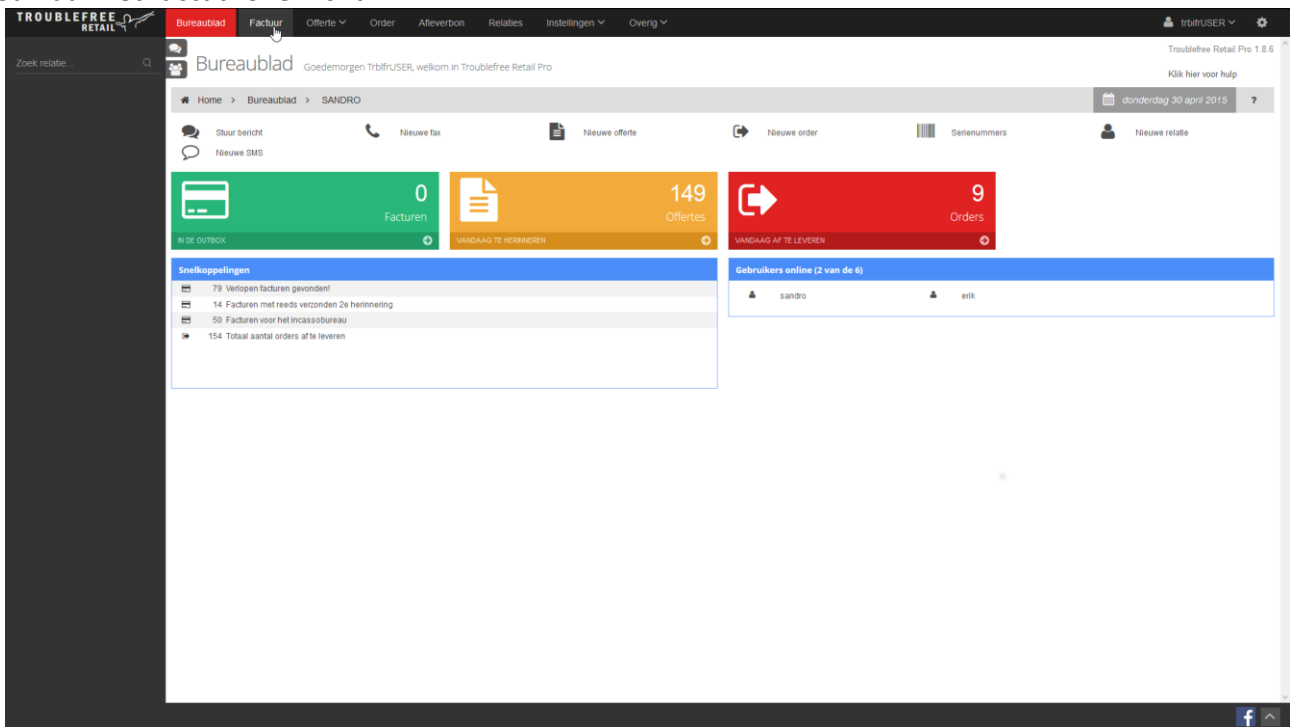 TROUBLEFREE
RETAIL
Bureaublad Factuur Offerte Order Afleverbon Relaties Instellingen Overig trblfrUSER
Zoek relatie...
Bureaublad Goedemorgen TrblfrUSER, welkom in Troublefree Retail Pro
Troublefree Retail Pro 1.8.6
Klik hier voor hulp
Home > Bureaublad > SANDRO
donderdag 30 april 2015 ?
Stuur bericht Nieuwe fax Nieuwe offerte Nieuwe order Serienummers Nieuwe relatie
Nieuwe SMS
0
Facturen
IN DE OUTBOX
149
Offertes
VANDAAG TE HERINNEREN
9
Orders
VANDAAG AF TE LEVEREN
Snelkoppelingen
79 Verlopen facturen gevonden!
14 Facturen met reeds verzonden 2e herinnering
50 Facturen voor het incassobureau
154 Totaal aantal orders af te leveren
Gebruikers online (2 van de 6)
sandro erik
f